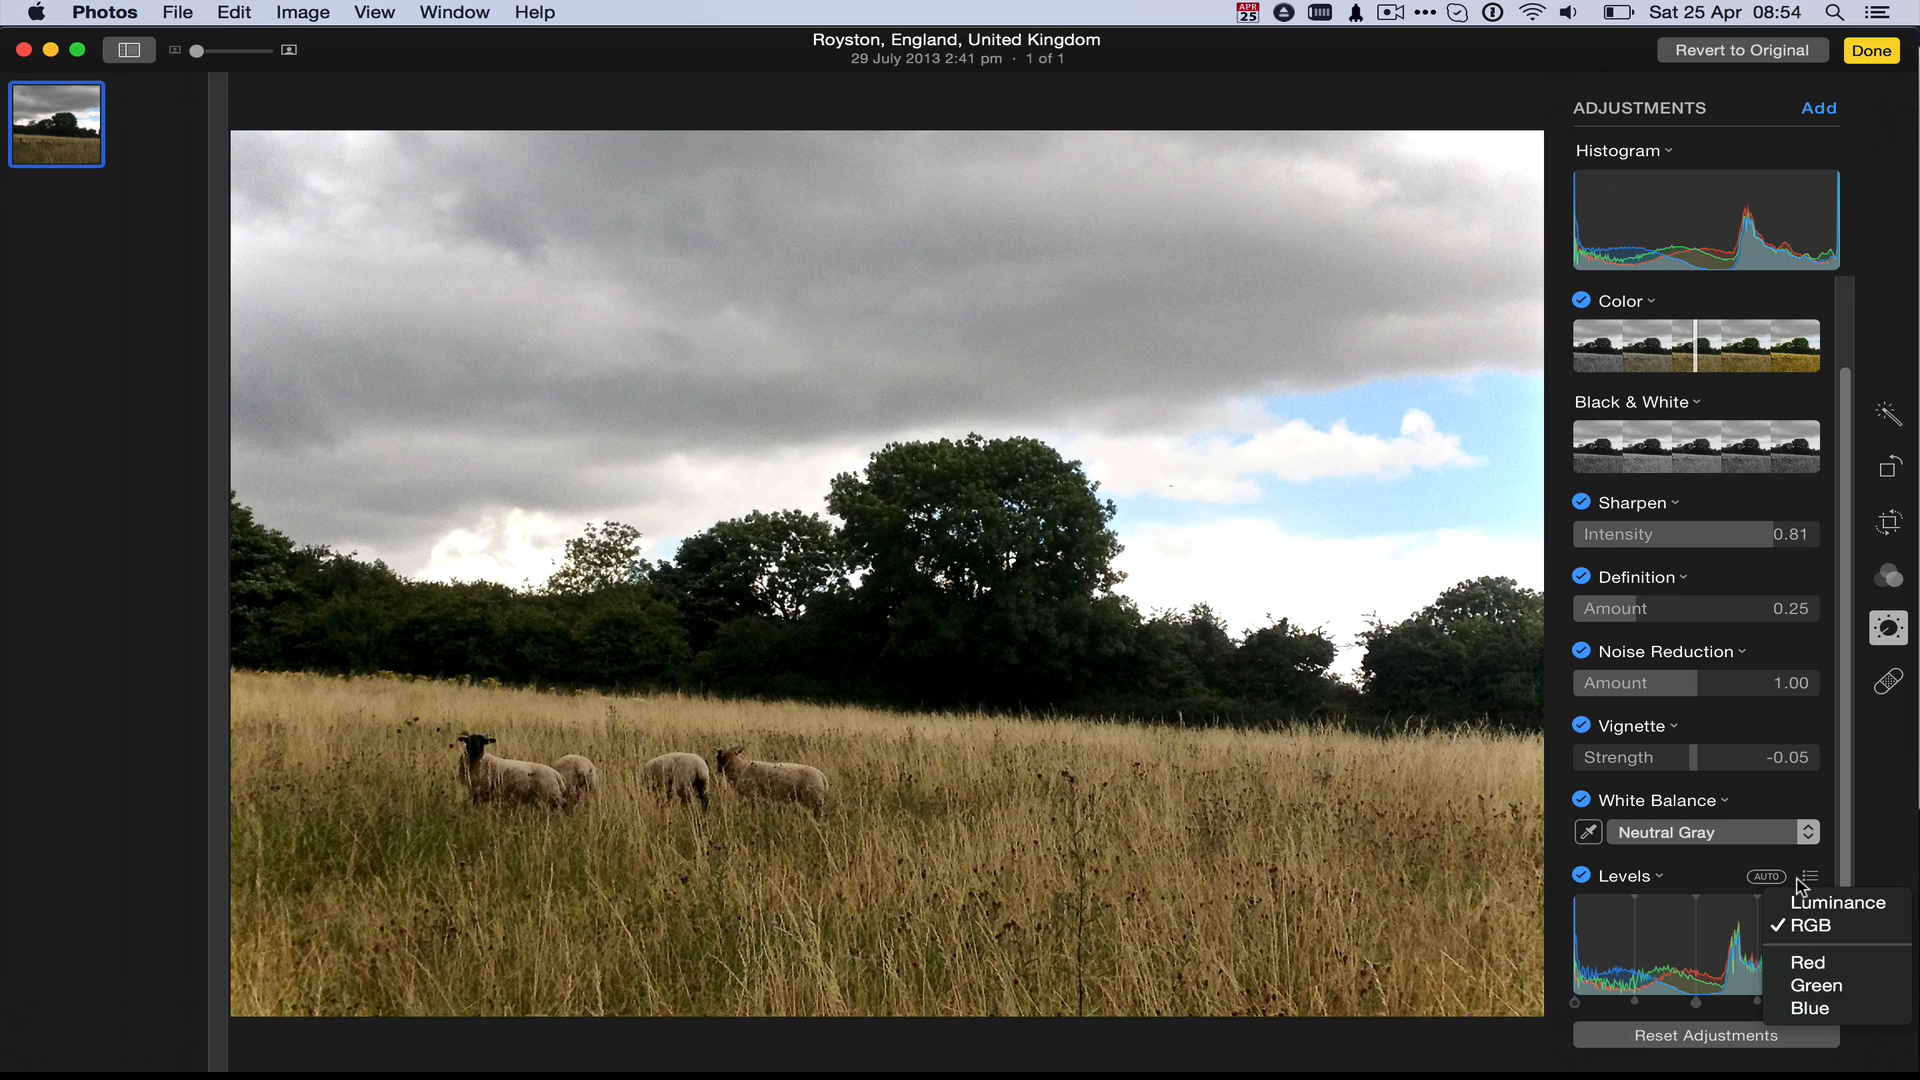 Photos File Edit Image View Window Help
APR 25 Sat 25 Apr 08:54
Royston, England, United Kingdom
29 July 2013 2:41 pm · 1 of 1
Revert to Original
Done
ADJUSTMENTS Add
Histogram
Color
Black & White
Sharpen
Intensity 0.81
Definition
Amount 0.25
Noise Reduction
Amount 1.00
Vignette
Strength -0.05
White Balance
Neutral Gray
Levels AUTO
Luminance
✓ RGB
Red
Green
Blue
Reset Adjustments